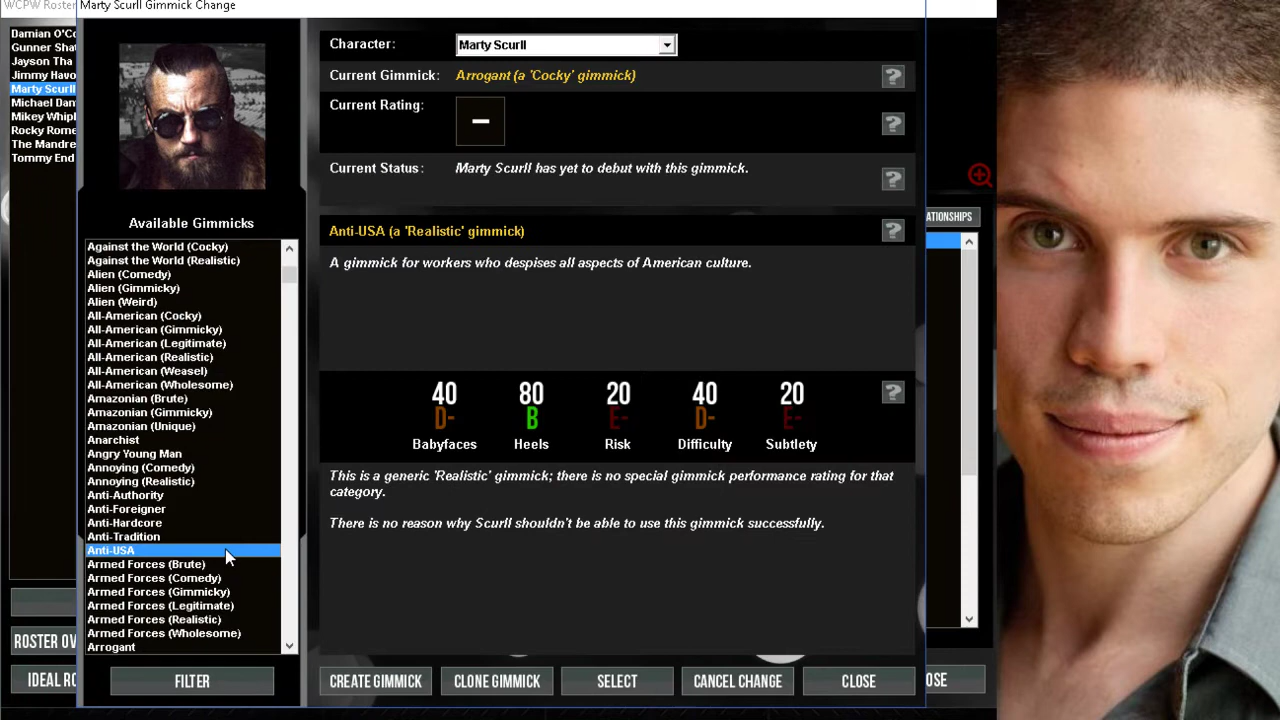 WCPW Roster
Marty Scurll Gimmick Change
Damian O'Co
Gunner Sha
Jayson Tha
Jimmy Havo
Marty Scurll
Michael Dan
Mikey Whipl
Rocky Rome
The Mandre
Tommy End
ROSTER OV
IDEAL RO
Available Gimmicks
Against the World (Cocky)
Against the World (Realistic)
Alien (Comedy)
Alien (Gimmicky)
Alien (Weird)
All-American (Cocky)
All-American (Gimmicky)
All-American (Legitimate)
All-American (Realistic)
All-American (Weasel)
All-American (Wholesome)
Amazonian (Brute)
Amazonian (Gimmicky)
Amazonian (Unique)
Anarchist
Angry Young Man
Annoying (Comedy)
Annoying (Realistic)
Anti-Authority
Anti-Foreigner
Anti-Hardcore
Anti-Tradition
Anti-USA
Armed Forces (Brute)
Armed Forces (Comedy)
Armed Forces (Gimmicky)
Armed Forces (Legitimate)
Armed Forces (Realistic)
Armed Forces (Wholesome)
Arrogant
FILTER
Character: Marty Scurll
Current Gimmick: Arrogant (a 'Cocky' gimmick) ?
Current Rating: – ?
Current Status: Marty Scurll has yet to debut with this gimmick. ?
Anti-USA (a 'Realistic' gimmick) ?
A gimmick for workers who despises all aspects of American culture.
40 80 20 40 20 ?
D- B E- D- E-
Babyfaces Heels Risk Difficulty Subtlety
This is a generic 'Realistic' gimmick; there is no special gimmick performance rating for that
category.
There is no reason why Scurll shouldn't be able to use this gimmick successfully.
CREATE GIMMICK CLONE GIMMICK SELECT CANCEL CHANGE CLOSE
ATIONSHIPS
OSE